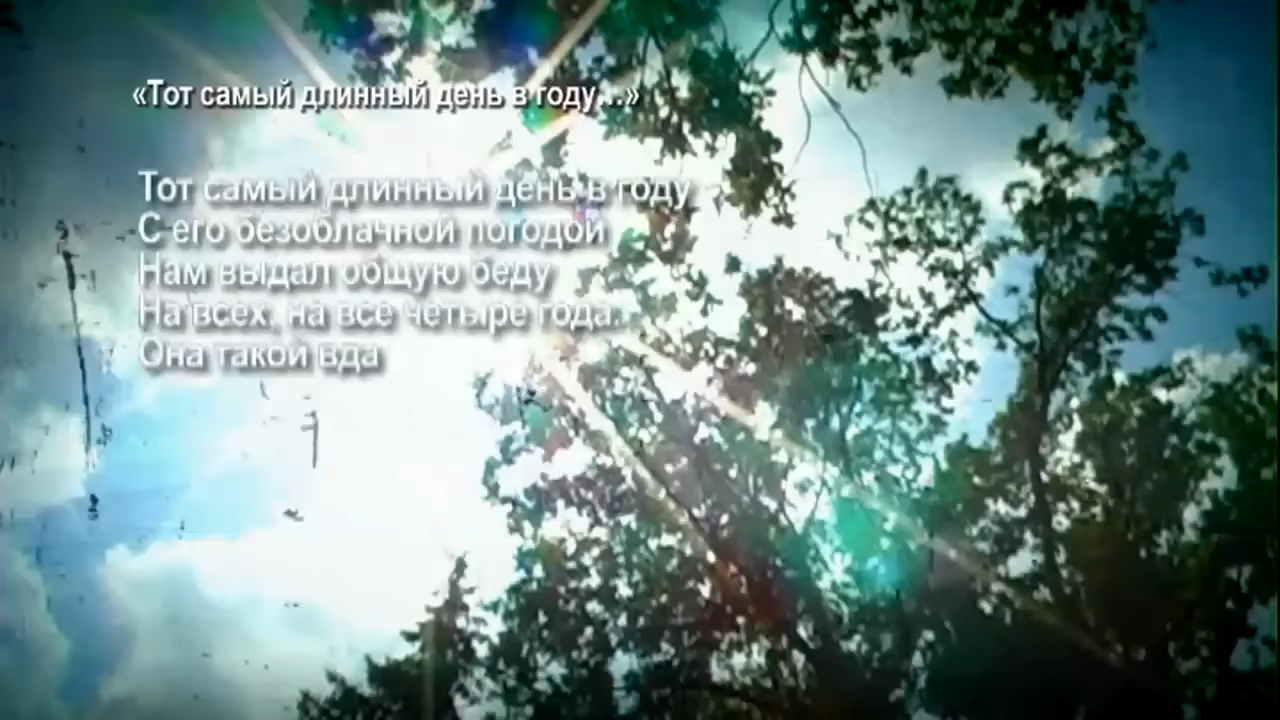 «Тот самый длинный день в году…»
Тот самый длинный день в году
С его безоблачной погодой
Нам выдал общую беду
На всех, на все четыре года.
Она такой вда